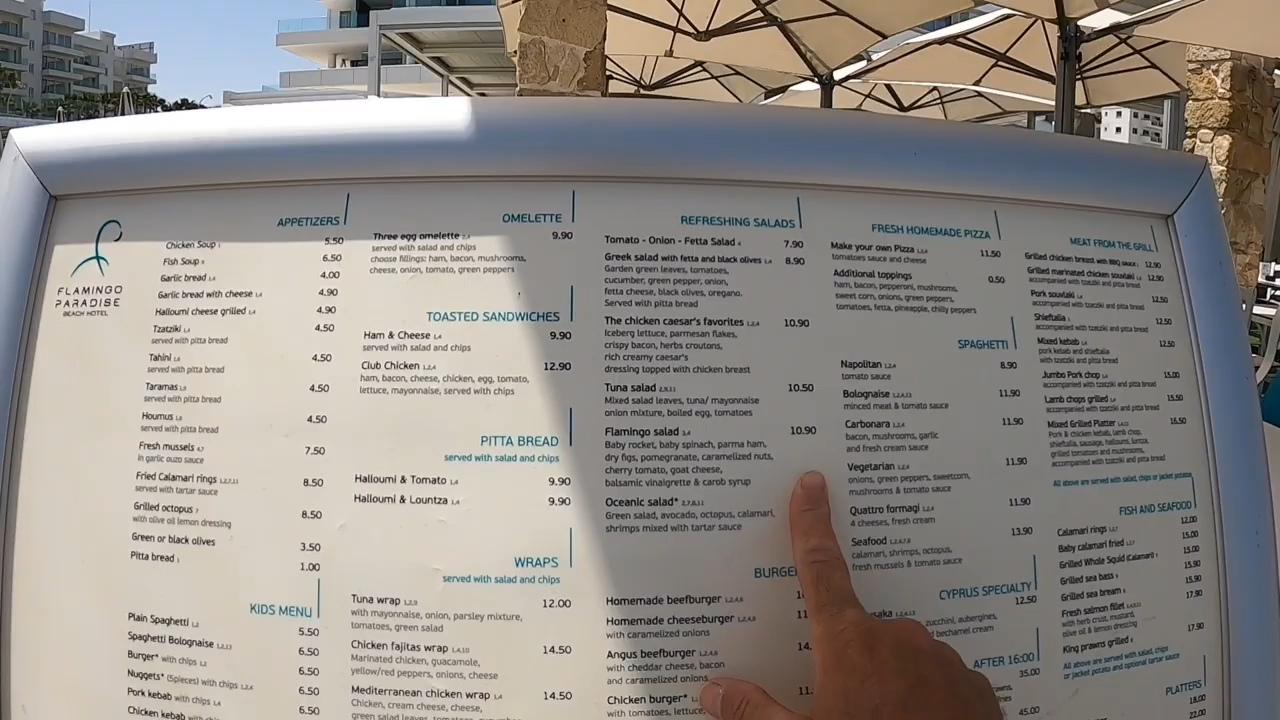 FLAMINGO
PARADISE
BEACH HOTEL
APPETIZERS
Chicken Soup 1 5.50
Fish Soup 6.50
Garlic bread 1,4 4.00
Garlic bread with cheese 1,4 4.90
Halloumi cheese grilled 1,4 4.90
Tzatziki 1,4 4.50
served with pitta bread
Tahini 4.50
served with pitta bread
Taramas 4.50
served with pitta bread
Houmus 4.50
served with pitta bread
Fresh mussels 4,7 7.50
in garlic ouzo sauce
Fried Calamari rings 1,2,7,11 8.50
served with tartar sauce
Grilled octopus 7 8.50
with olive oil lemon dressing
Green or black olives 3.50
Pitta bread 1 1.00
KIDS MENU
Plain Spaghetti 1,2 5.50
Spaghetti Bolognaise 1,2,13 6.50
Burger* with chips 1,2 6.50
Nuggets* (5pieces) with chips 1,2,4 6.50
Pork kebab with chips 1,4 6.50
Chicken kebab
OMELETTE
Three egg omelette 2,4 9.90
served with salad and chips
choose fillings: ham, bacon, mushrooms,
cheese, onion, tomato, green peppers
TOASTED SANDWICHES
Ham & Cheese 1,4 9.90
served with salad and chips
Club Chicken 1,2,4 12.90
ham, bacon, cheese, chicken, egg, tomato,
lettuce, mayonnaise, served with chips
PITTA BREAD
served with salad and chips
Halloumi & Tomato 1,4 9.90
Halloumi & Lountza 1,4 9.90
WRAPS
served with salad and chips
Tuna wrap 1,2,9 12.00
with mayonnaise, onion, parsley mixture,
tomatoes, green salad
Chicken fajitas wrap 1,4,10 14.50
Marinated chicken, guacamole,
yellow/red peppers, onions, cheese
Mediterranean chicken wrap 1,4 14.50
Chicken, cream cheese, cheese,
green salad leaves, tomatoes, cucumber
REFRESHING SALADS
Tomato - Onion - Fetta Salad 4 7.90
Greek salad with fetta and black olives 1,4 8.90
Garden green leaves, tomatoes,
cucumber, green pepper, onion,
fetta cheese, black olives, oregano.
Served with pitta bread
The chicken caesar's favorites 1,2,4 10.90
Iceberg lettuce, parmesan flakes,
crispy bacon, herbs croutons,
rich creamy caesar's
dressing topped with chicken breast
Tuna salad 2,9,11 10.50
Mixed salad leaves, tuna/ mayonnaise
onion mixture, boiled egg, tomatoes
Flamingo salad 3,4 10.90
Baby rocket, baby spinach, parma ham,
dry figs, pomegranate, caramelized nuts,
cherry tomato, goat cheese,
balsamic vinaigrette & carob syrup
Oceanic salad* 2,7,8,11
Green salad, avocado, octopus, calamari,
shrimps mixed with tartar sauce
BURGE
Homemade beefburger 1,2,4,6 1
Homemade cheeseburger 1,2,4,6 11
with caramelized onions
Angus beefburger 1,2,4,6 14.
with cheddar cheese, bacon
and caramelized onions
Chicken burger* 11.
with tomatoes, lettuce,
FRESH HOMEMADE PIZZA
Make your own Pizza 1,2,4 11.50
tomatoes sauce and cheese
Additional toppings 0.50
ham, bacon, pepperoni, mushrooms,
sweet corn, onions, green peppers,
tomatoes, fetta, pineapple, chilly peppers
SPAGHETTI
Napolitan 1,2,4 8.90
tomato sauce
Bolognaise 1,2,4,13 11.90
minced meat & tomato sauce
Carbonara 1,2,4 11.90
bacon, mushrooms, garlic
and fresh cream sauce
Vegetarian 1,2,4 11.90
onions, green peppers, sweetcorn,
mushrooms & tomato sauce
Quattro formagi 1,2,4 11.90
4 cheeses, fresh cream
Seafood 1,2,4,7,8 13.90
calamari, shrimps, octopus,
fresh mussels & tomato sauce
CYPRUS SPECIALTY
saka 1,2,4,13 12.50
zucchini, aubergines,
bechamel cream
AFTER 16:00
35.00
45.00
MEAT FROM THE GRILL
Grilled chicken breast with BBQ sauce 12.90
Grilled marinated chicken souvlaki 1,4 12.90
accompanied with tzatziki and pitta bread
Pork souvlaki 1,4 12.50
accompanied with tzatziki and pitta bread
Shieftalia 12.50
accompanied with tzatziki and pitta bread
Mixed kebab 1,4 12.50
pork kebab and shieftalia
with tzatziki and pitta bread
Jumbo Pork chop 1,4 15.00
accompanied with tzatziki and pitta bread
Lamb chops grilled 1,4 15.50
accompanied with tzatziki and pitta bread
Mixed Grilled Platter 16.50
Pork & chicken kebab, lamb chop,
shieftalia, sausage, halloumi, lountza,
grilled tomatoes and mushrooms,
accompanied with tzatziki and pitta bread
All above are served with salad, chips or jacket potato
FISH AND SEAFOOD
Calamari rings 1,2,7 12.00
Baby calamari fried 1,2,7 15.00
Grilled Whole Squid (Calamari) 15.00
Grilled sea bass 15.90
Grilled sea bream 15.90
Fresh salmon fillet 17.90
with herb crust, mustard,
olive oil & lemon dressing
King prawns grilled 17.90
All above are served with salad, chips
or jacket potato and optional tartar sauce
PLATTERS
18.00
22.00